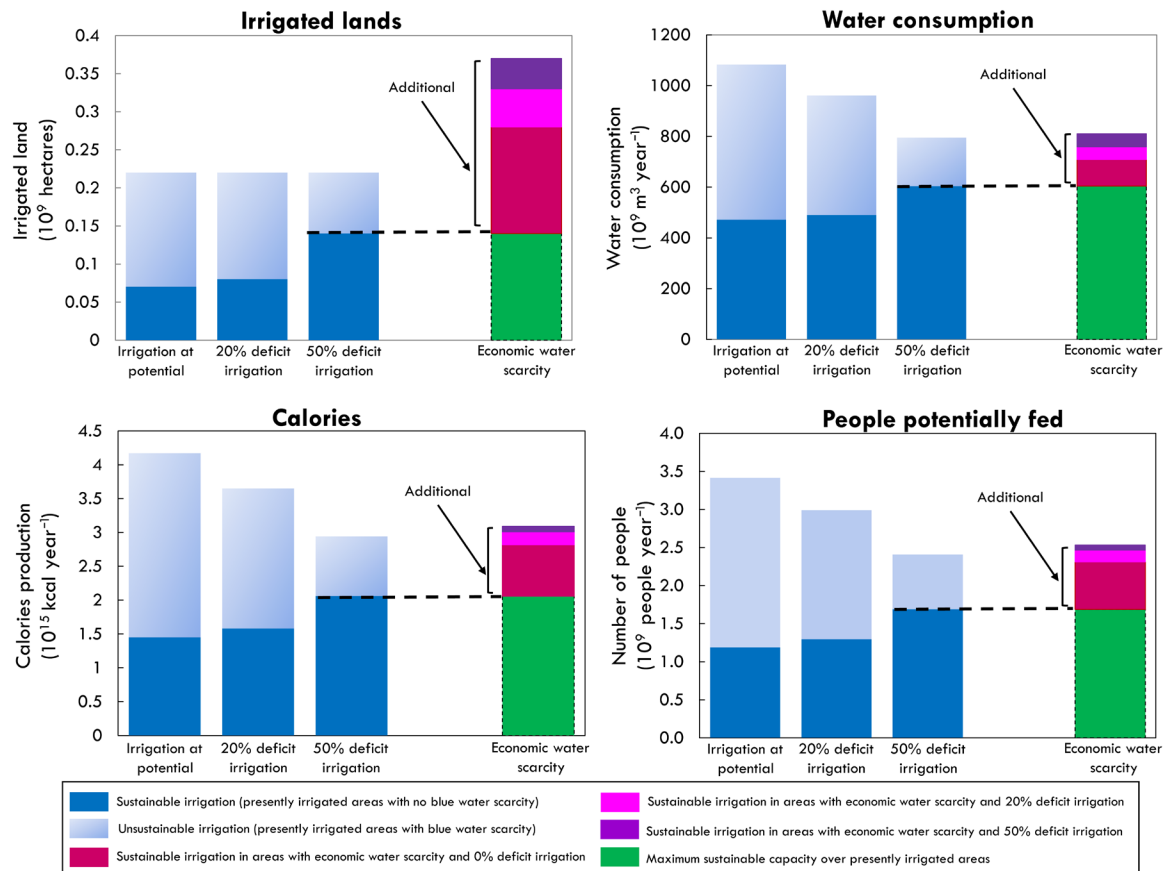 Irrigated lands
0.4
0.35
0.3
0.25
0.2
0.15
0.1
0.05
0
Irrigated land
(10⁹ hectares)
Additional
Irrigation at
potential
20% deficit
irrigation
50% deficit
irrigation
Economic water
scarcity
Water consumption
1200
1000
800
600
400
200
0
Water consumption
(10⁹ m³ year⁻¹)
Additional
Irrigation at
potential
20% deficit
irrigation
50% deficit
irrigation
Economic water
scarcity
Calories
4.5
4
3.5
3
2.5
2
1.5
1
0.5
0
Calories production
(10¹⁵ kcal year⁻¹)
Additional
Irrigation at
potential
20% deficit
irrigation
50% deficit
irrigation
Economic water
scarcity
People potentially fed
4.0
3.5
3.0
2.5
2.0
1.5
1.0
0.5
0.0
Number of people
(10⁹ people year⁻¹)
Additional
Irrigation at
potential
20% deficit
irrigation
50% deficit
irrigation
Economic water
scarcity
Sustainable irrigation (presently irrigated areas with no blue water scarcity)
Unsustainable irrigation (presently irrigated areas with blue water scarcity)
Sustainable irrigation in areas with economic water scarcity and 0% deficit irrigation
Sustainable irrigation in areas with economic water scarcity and 20% deficit irrigation
Sustainable irrigation in areas with economic water scarcity and 50% deficit irrigation
Maximum sustainable capacity over presently irrigated areas